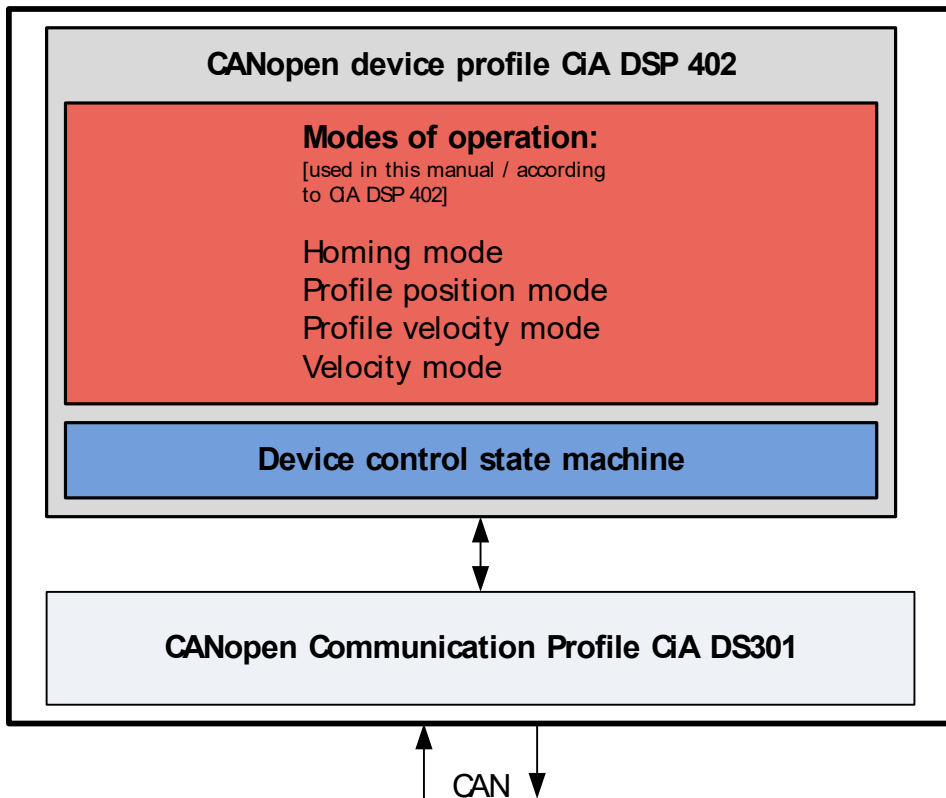 CANopen device profile CiA DSP 402
Modes of operation:
[used in this manual / according
to CiA DSP 402]
Homing mode
Profile position mode
Profile velocity mode
Velocity mode
Device control state machine
CANopen Communication Profile CiA DS301
CAN